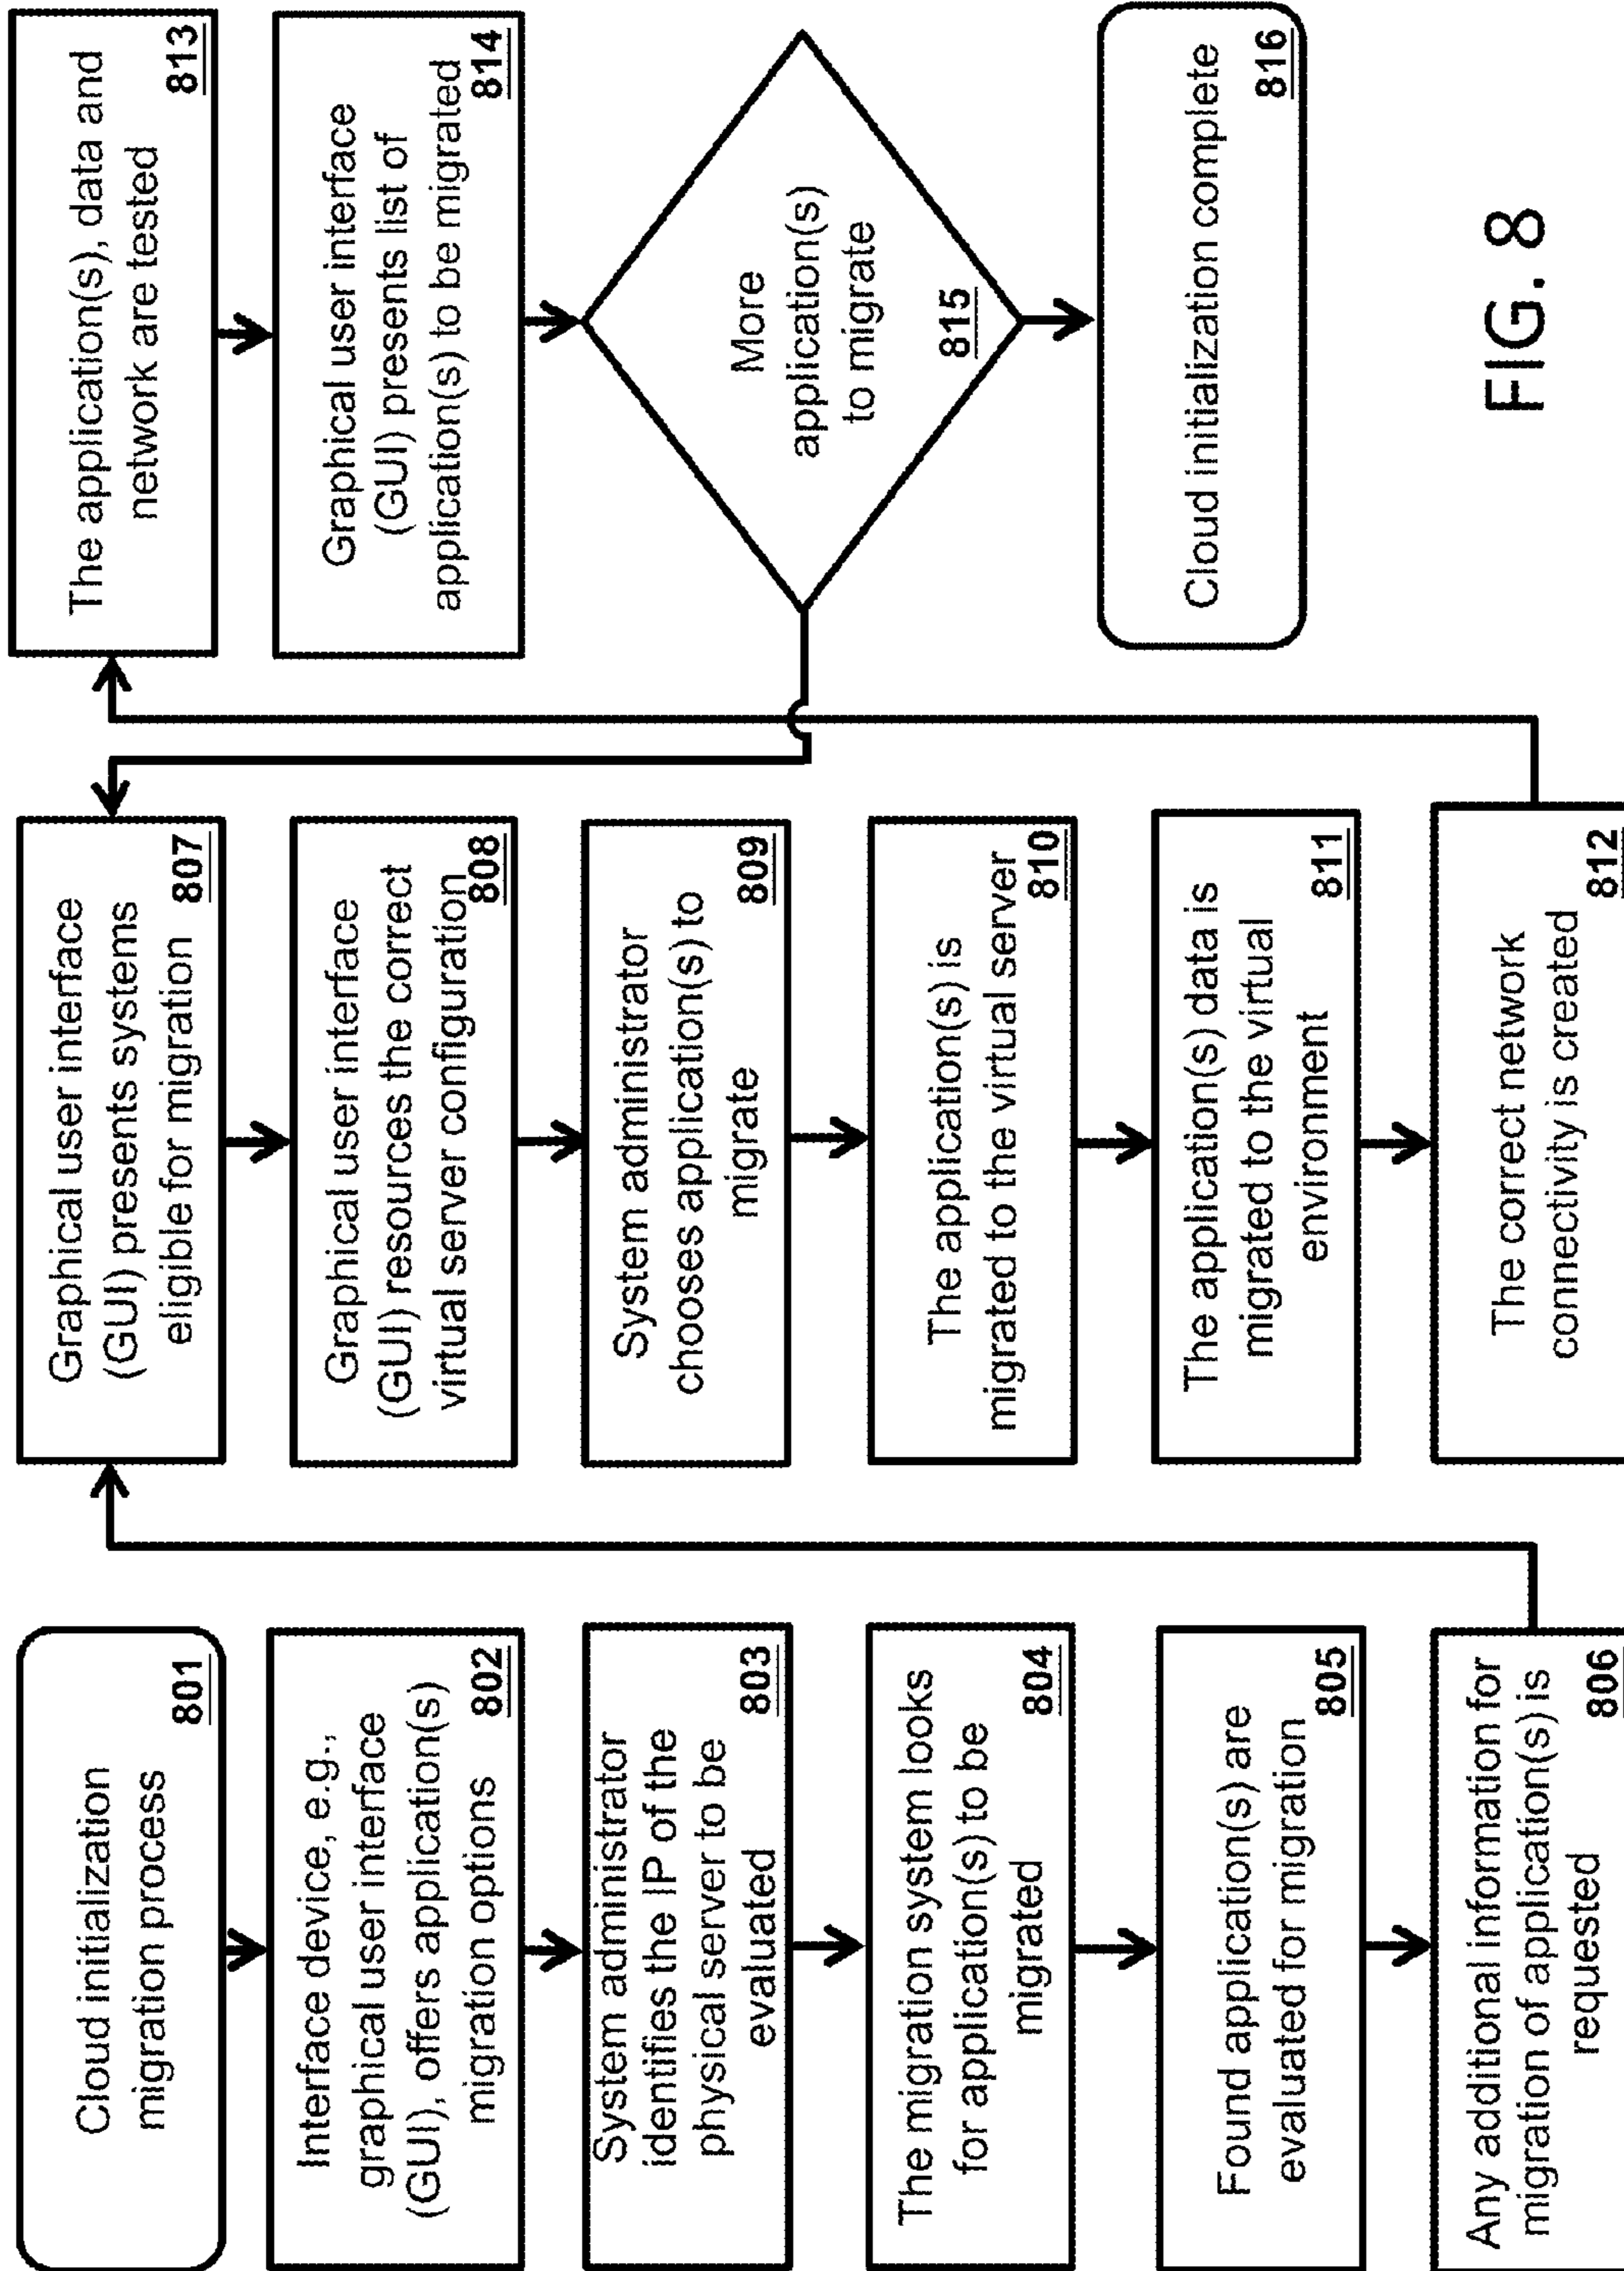 Cloud initialization
migration process
801
Interface device, e.g.,
graphical user interface
(GUI), offers application(s)
migration options
802
System administrator
identifies the IP of the
physical server to be
evaluated
803
The migration system looks
for application(s) to be
migrated
804
Found application(s) are
evaluated for migration
805
Any additional information for
migration of application(s) is
requested
806
Graphical user interface
(GUI) presents systems
eligible for migration
807
Graphical user interface
(GUI) resources the correct
virtual server configuration
808
System administrator
chooses application(s) to
migrate
809
The application(s) is
migrated to the virtual server
810
The application(s) data is
migrated to the virtual
environment
811
The correct network
connectivity is created
812
The application(s), data and
network are tested
813
Graphical user interface
(GUI) presents list of
application(s) to be migrated
814
More
application(s)
to migrate
815
Cloud initialization complete
816
FIG. 8